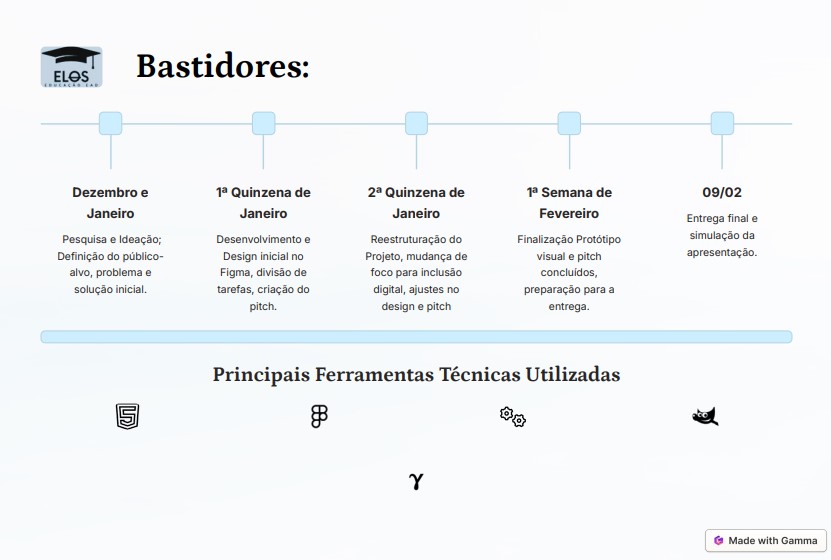 ELOS
EDUCAÇÃO EAD
Bastidores:
Dezembro e
Janeiro
Pesquisa e Ideação;
Definição do público-
alvo, problema e
solução inicial.
1ª Quinzena de
Janeiro
Desenvolvimento e
Design inicial no
Figma, divisão de
tarefas, criação do
pitch.
2ª Quinzena de
Janeiro
Reestruturação do
Projeto, mudança de
foco para inclusão
digital, ajustes no
design e pitch
1ª Semana de
Fevereiro
Finalização Protótipo
visual e pitch
concluídos,
preparação para a
entrega.
09/02
Entrega final e
simulação da
apresentação.
Principais Ferramentas Técnicas Utilizadas
γ
Made with Gamma